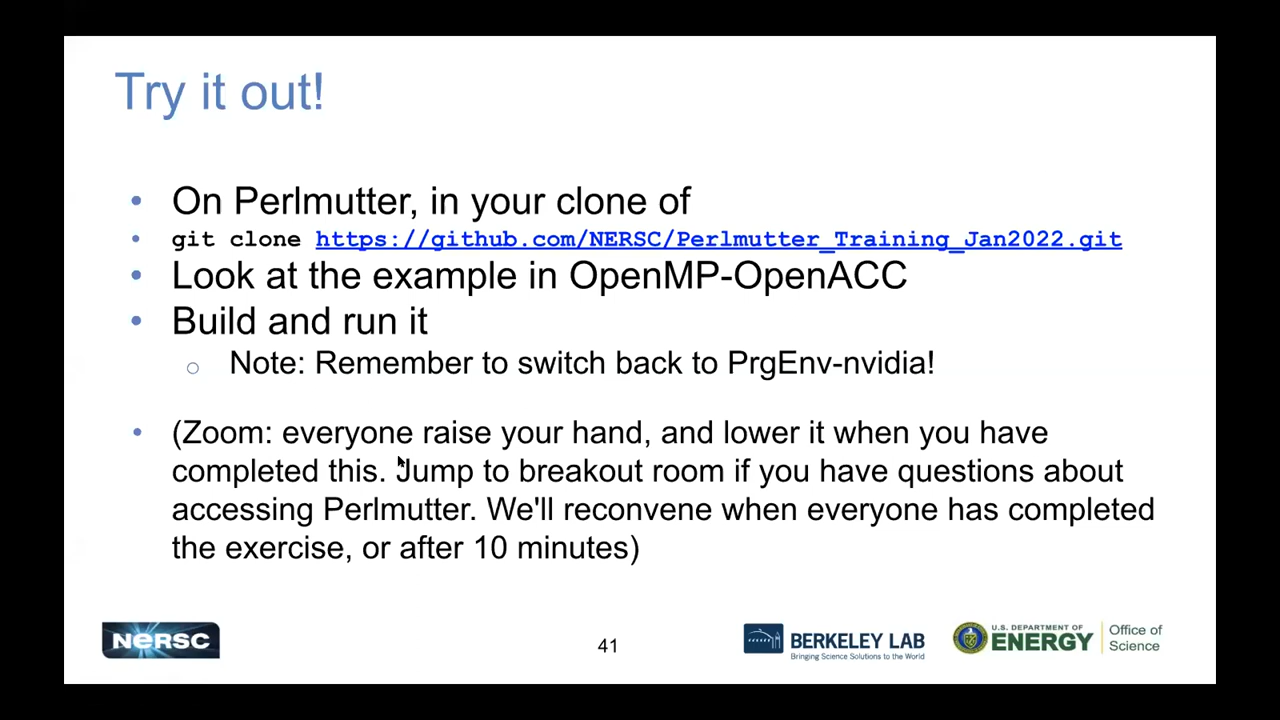 Try it out!
• On Perlmutter, in your clone of
• git clone https://github.com/NERSC/Perlmutter_Training_Jan2022.git
• Look at the example in OpenMP-OpenACC
• Build and run it
○ Note: Remember to switch back to PrgEnv-nvidia!
• (Zoom: everyone raise your hand, and lower it when you have
completed this. Jump to breakout room if you have questions about
accessing Perlmutter. We'll reconvene when everyone has completed
the exercise, or after 10 minutes)
NERSC
41
BERKELEY LAB
Bringing Science Solutions to the World
U.S. DEPARTMENT OF
ENERGY
Office of
Science